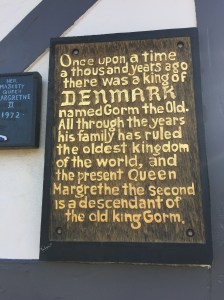 HER
MAJESTY
QUEEN
MARGRETHE
II
1972
Once upon a time
a thousand years ago
there was a king of
DENMARK
named Gorm the Old.
All through the years
his family has ruled
the oldest kingdom
of the world, and
the present Queen
Margrethe the second
is a descendant of
the old king Gorm.